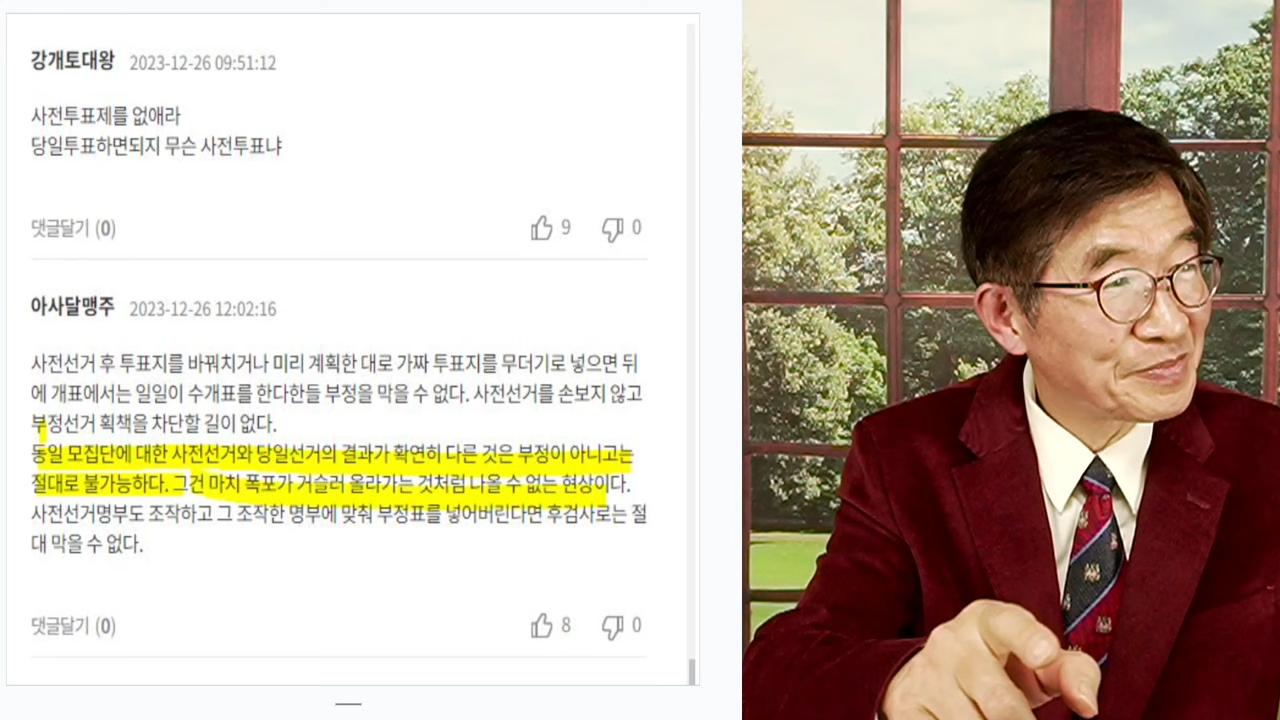 강개토대왕 2023-12-26 09:51:12
사전투표제를 없애라
당일투표하면되지 무슨 사전투표냐
댓글달기 (0) 9 0
아사달맹주 2023-12-26 12:02:16
사전선거 후 투표지를 바꿔치거나 미리 계획한 대로 가짜 투표지를 무더기로 넣으면 뒤
에 개표에서는 일일이 수개표를 한다한들 부정을 막을 수 없다. 사전선거를 손보지 않고
부정선거 획책을 차단할 길이 없다.
동일 모집단에 대한 사전선거와 당일선거의 결과가 확연히 다른 것은 부정이 아니고는
절대로 불가능하다. 그건 마치 폭포가 거슬러 올라가는 것처럼 나올 수 없는 현상이다.
사전선거명부도 조작하고 그 조작한 명부에 맞춰 부정표를 넣어버린다면 후검사로는 절
대 막을 수 없다.
댓글달기 (0) 8 0